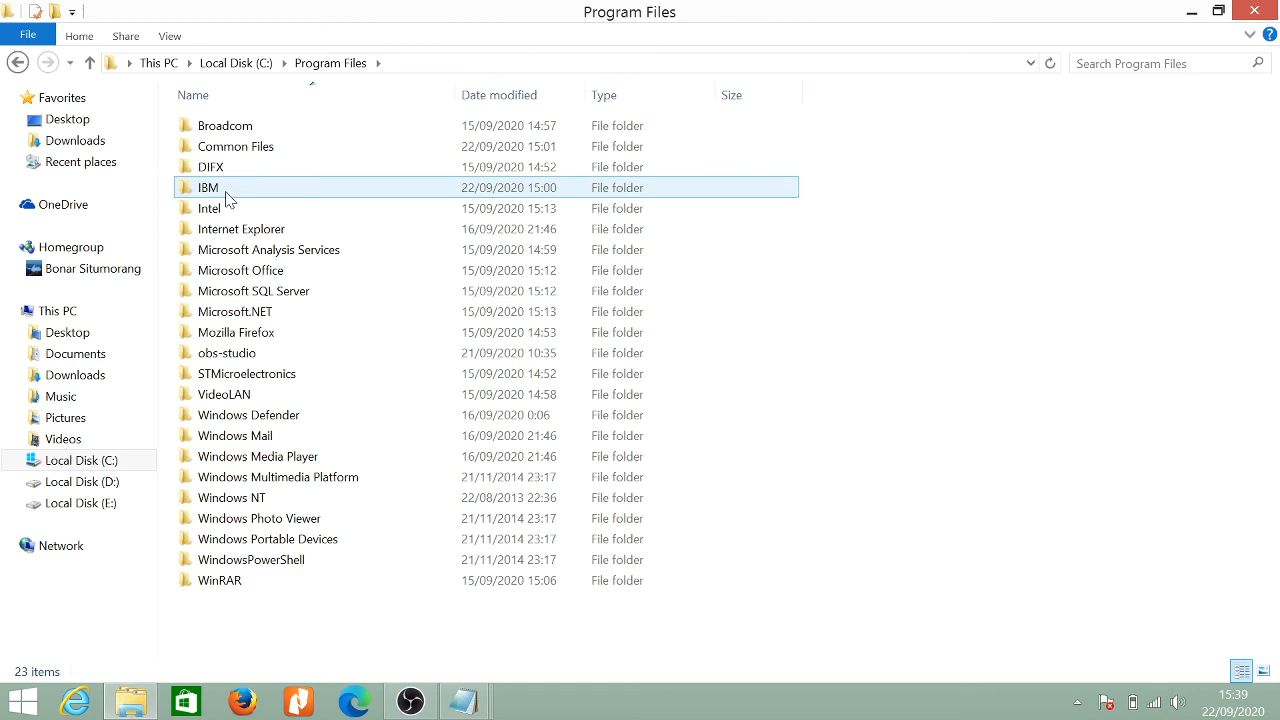 Program Files
File Home Share View
This PC Local Disk (C:) Program Files Search Program Files
Name Date modified Type Size
Favorites
Desktop
Downloads
Recent places
OneDrive
Homegroup
Bonar Situmorang
This PC
Desktop
Documents
Downloads
Music
Pictures
Videos
Local Disk (C:)
Local Disk (D:)
Local Disk (E:)
Network
Broadcom 15/09/2020 14:57 File folder
Common Files 22/09/2020 15:01 File folder
DIFX 15/09/2020 14:52 File folder
IBM 22/09/2020 15:00 File folder
Intel 15/09/2020 15:13 File folder
Internet Explorer 16/09/2020 21:46 File folder
Microsoft Analysis Services 15/09/2020 14:59 File folder
Microsoft Office 15/09/2020 15:12 File folder
Microsoft SQL Server 15/09/2020 15:12 File folder
Microsoft.NET 15/09/2020 15:13 File folder
Mozilla Firefox 15/09/2020 14:53 File folder
obs-studio 21/09/2020 10:35 File folder
STMicroelectronics 15/09/2020 14:52 File folder
VideoLAN 15/09/2020 14:58 File folder
Windows Defender 16/09/2020 0:06 File folder
Windows Mail 16/09/2020 21:46 File folder
Windows Media Player 16/09/2020 21:46 File folder
Windows Multimedia Platform 21/11/2014 23:17 File folder
Windows NT 22/08/2013 22:36 File folder
Windows Photo Viewer 21/11/2014 23:17 File folder
Windows Portable Devices 21/11/2014 23:17 File folder
WindowsPowerShell 21/11/2014 23:17 File folder
WinRAR 15/09/2020 15:06 File folder
23 items
15:39
22/09/2020